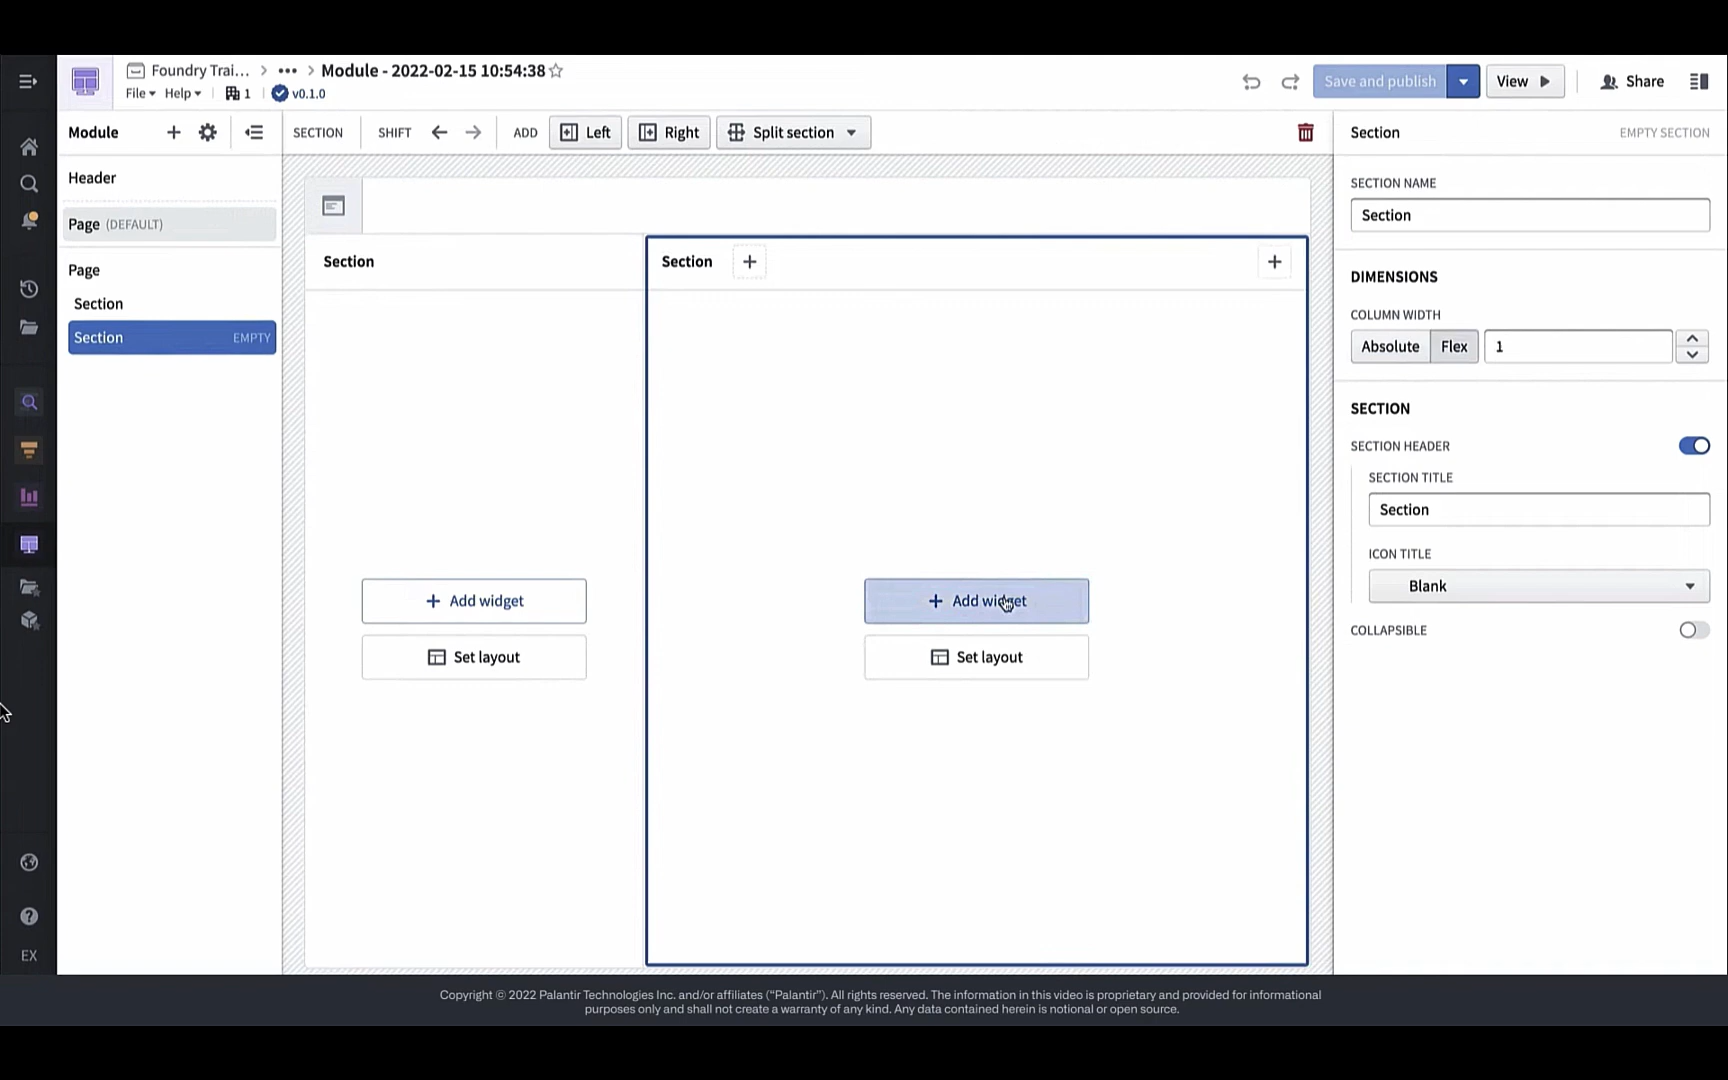 Foundry Trai... > ••• > Module - 2022-02-15 10:54:38
File Help 1 v0.1.0
Save and publish View Share
Module
SECTION SHIFT ADD Left Right Split section
Section EMPTY SECTION
Header
Page (DEFAULT)
Page
Section
Section EMPTY
Section
Section
+ Add widget
Set layout
+ Add widget
Set layout
SECTION NAME
Section
DIMENSIONS
COLUMN WIDTH
Absolute Flex 1
SECTION
SECTION HEADER
SECTION TITLE
Section
ICON TITLE
Blank
COLLAPSIBLE
EX
Copyright © 2022 Palantir Technologies Inc. and/or affiliates (“Palantir”). All rights reserved. The information in this video is proprietary and provided for informational
purposes only and shall not create a warranty of any kind. Any data contained herein is notional or open source.